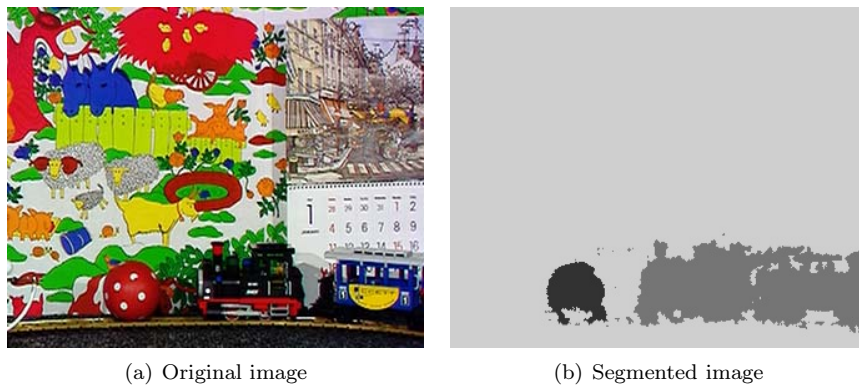 1
JANUARY
28 29 30 31 1 2
4 5 6 7 8 9
11 12 13 14 15 16
(a) Original image
(b) Segmented image